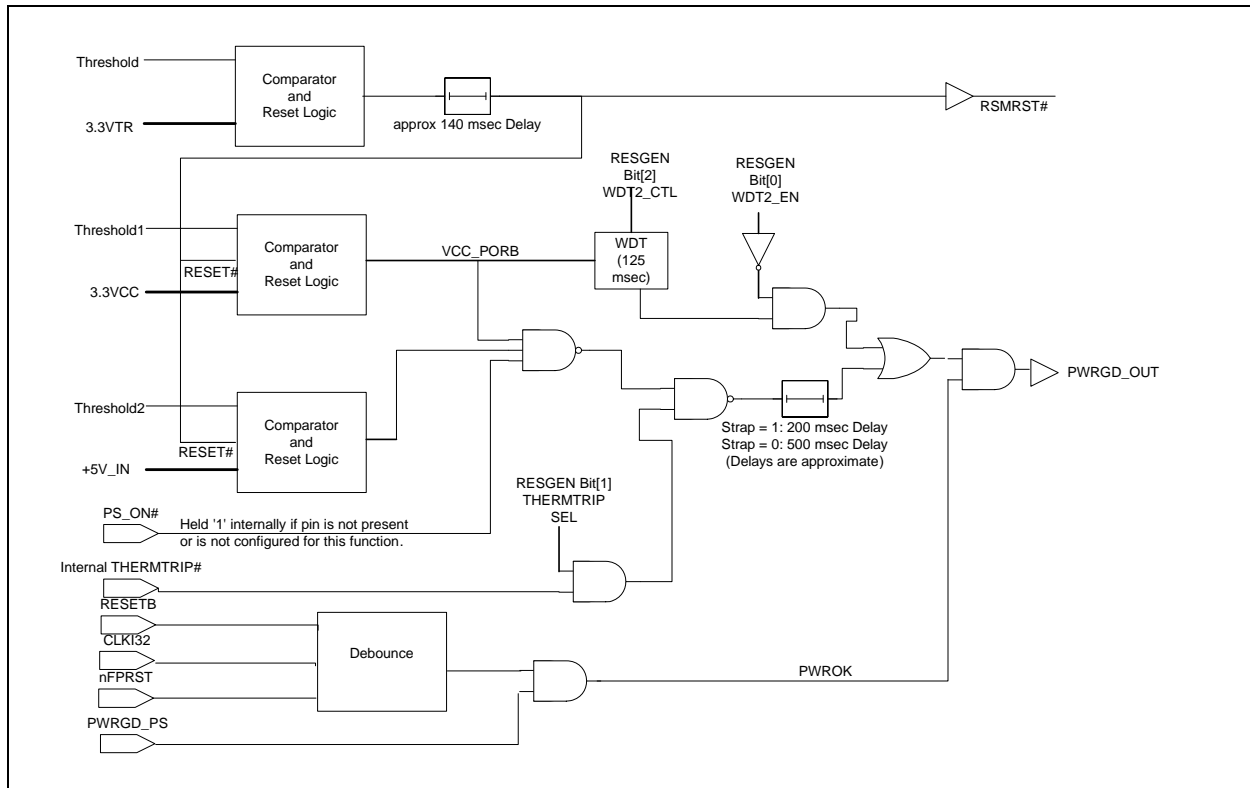 Threshold
Comparator
and
Reset Logic
3.3VTR
approx 140 msec Delay
RSMRST#
RESGEN
Bit[2]
WDT2_CTL
RESGEN
Bit[0]
WDT2_EN
Threshold1
RESET#
3.3VCC
Comparator
and
Reset Logic
VCC_PORB
WDT
(125
msec)
Threshold2
RESET#
+5V_IN
Comparator
and
Reset Logic
Strap = 1: 200 msec Delay
Strap = 0: 500 msec Delay
(Delays are approximate)
PWRGD_OUT
RESGEN Bit[1]
THERMTRIP
SEL
PS_ON#
Held '1' internally if pin is not present
or is not configured for this function.
Internal THERMTRIP#
RESETB
CLKI32
nFPRST
Debounce
PWROK
PWRGD_PS